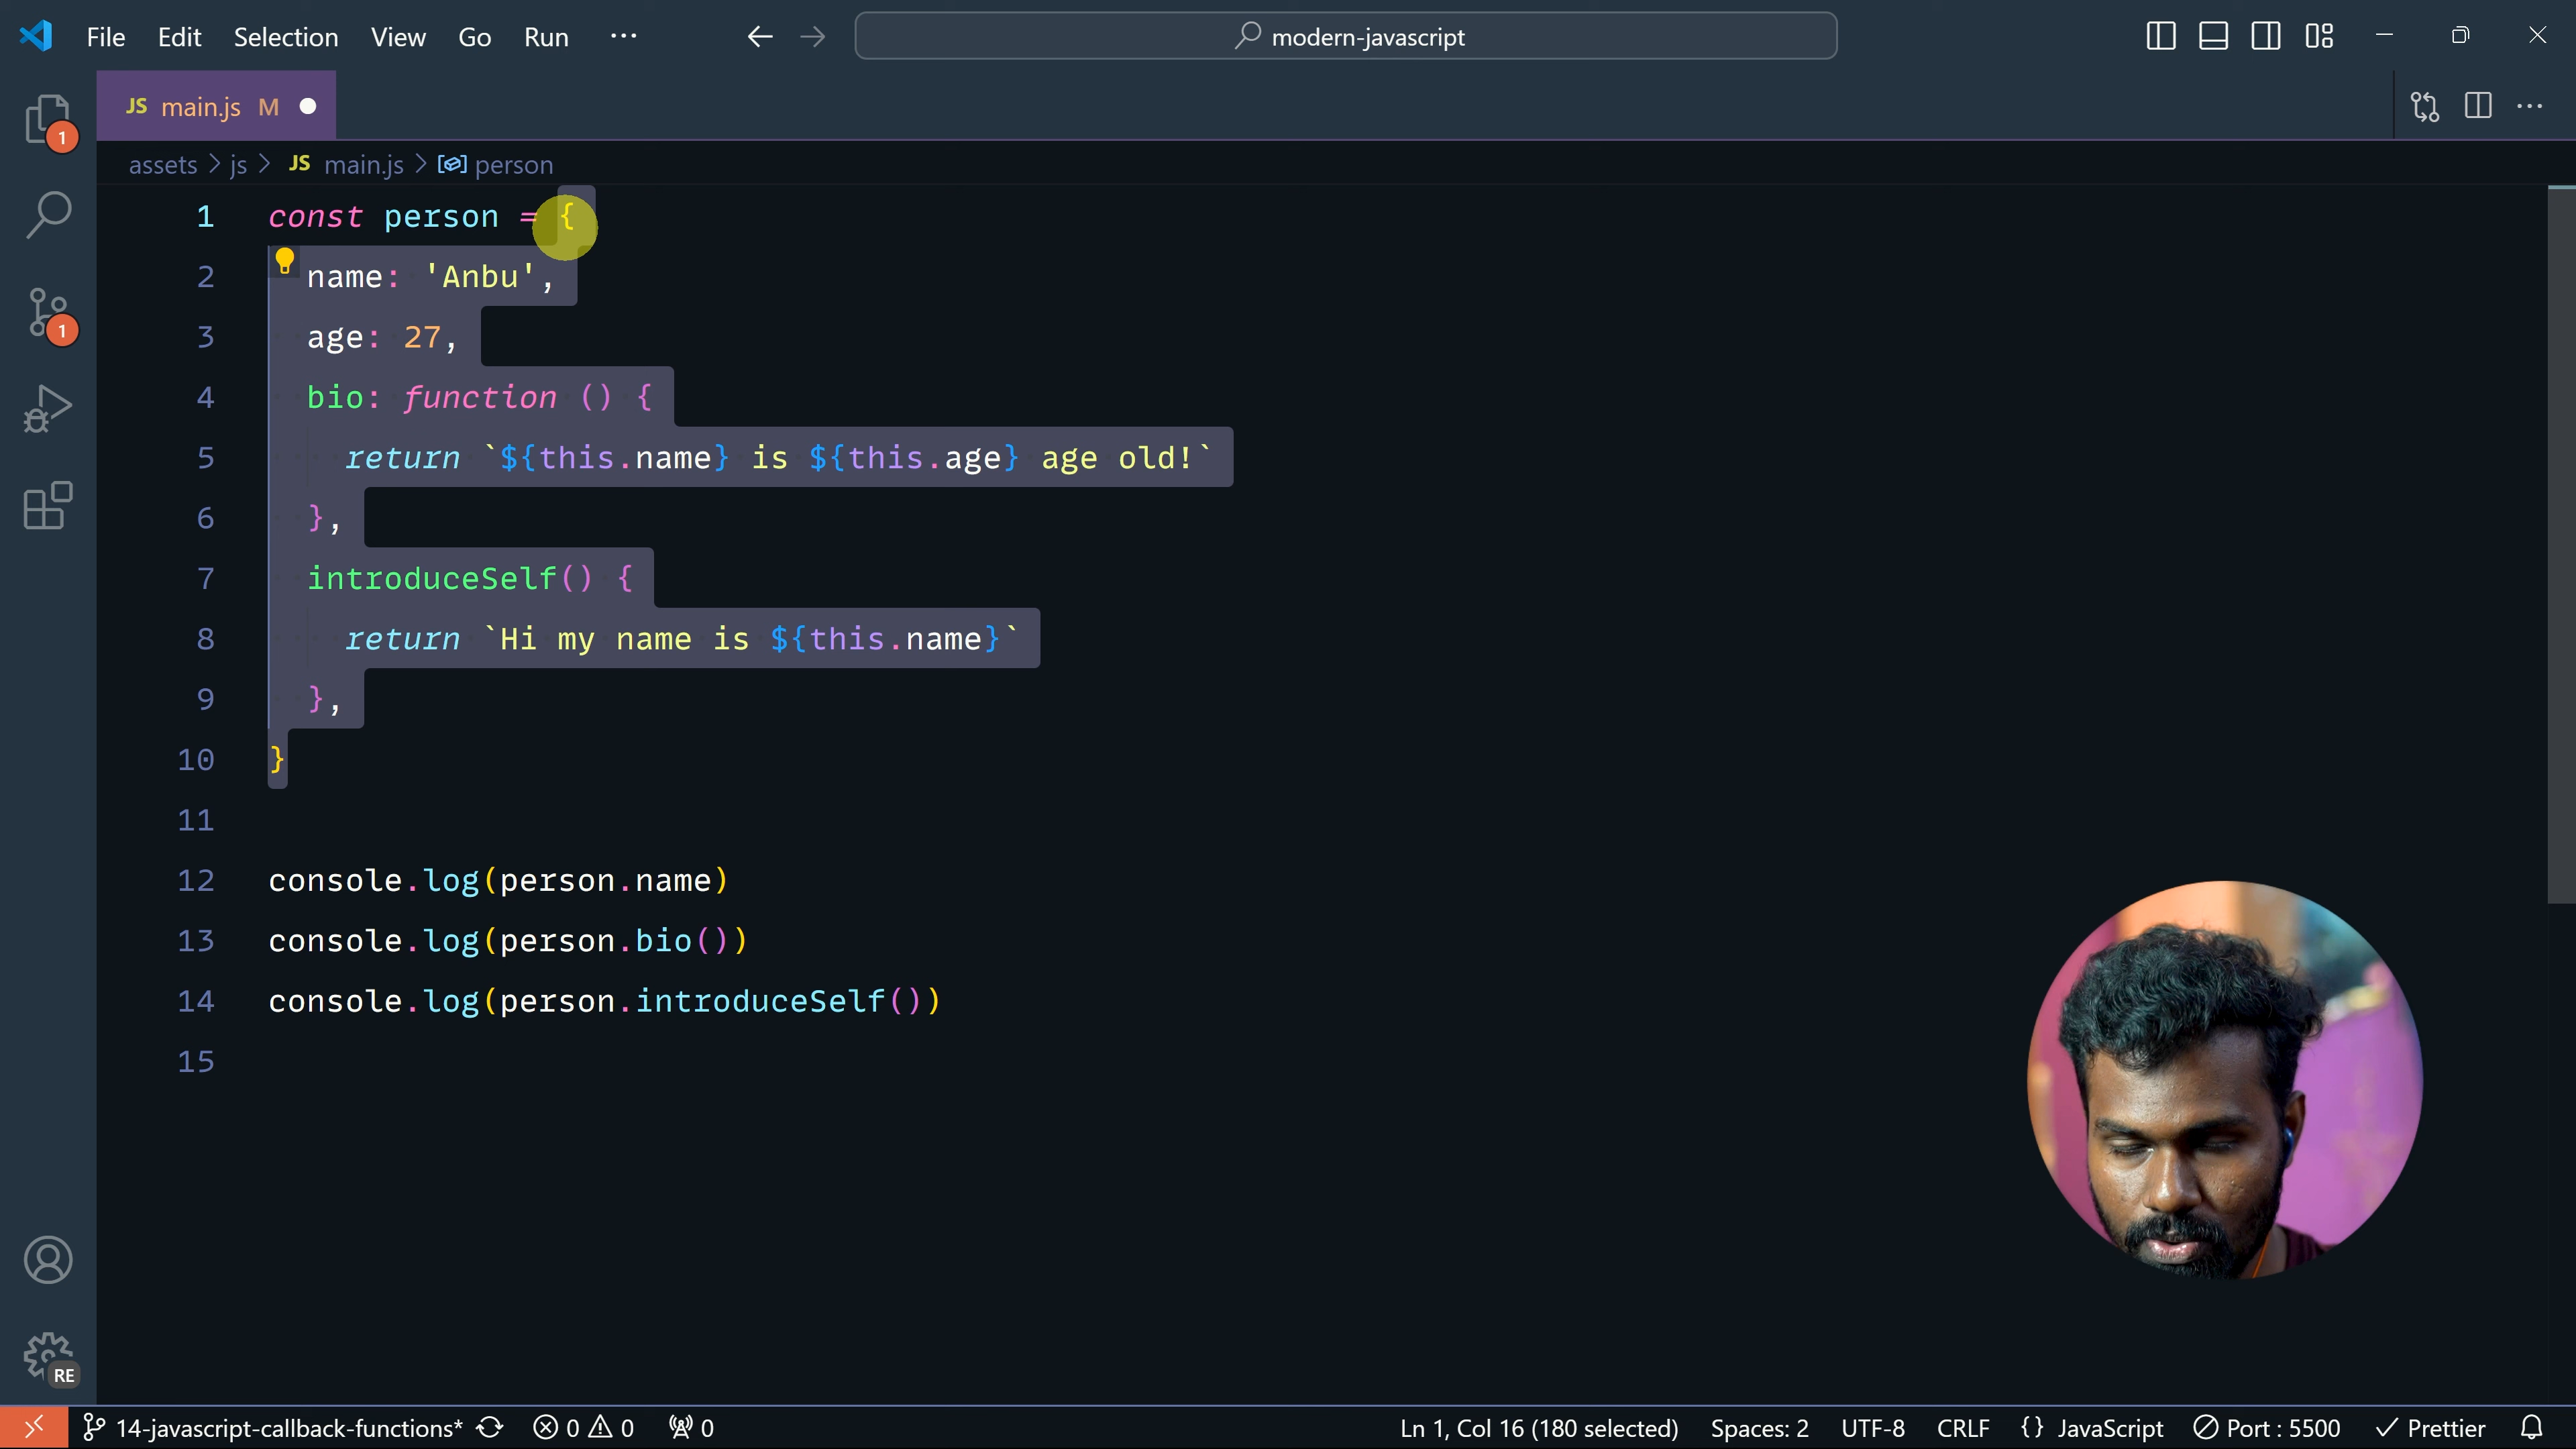 File Edit Selection View Go Run ··· modern-javascript
JS main.js M
1
assets > js > JS main.js > person
1 const person = {
2 name: 'Anbu',
3 age: 27,
4 bio: function () {
5 return `${this.name} is ${this.age} age old!`
6 },
7 introduceSelf() {
8 return `Hi my name is ${this.name}`
9 },
10 }
11
12 console.log(person.name)
13 console.log(person.bio())
14 console.log(person.introduceSelf())
15
1
RE
14-javascript-callback-functions* 0 0 0 Ln 1, Col 16 (180 selected) Spaces: 2 UTF-8 CRLF {} JavaScript Port : 5500 Prettier